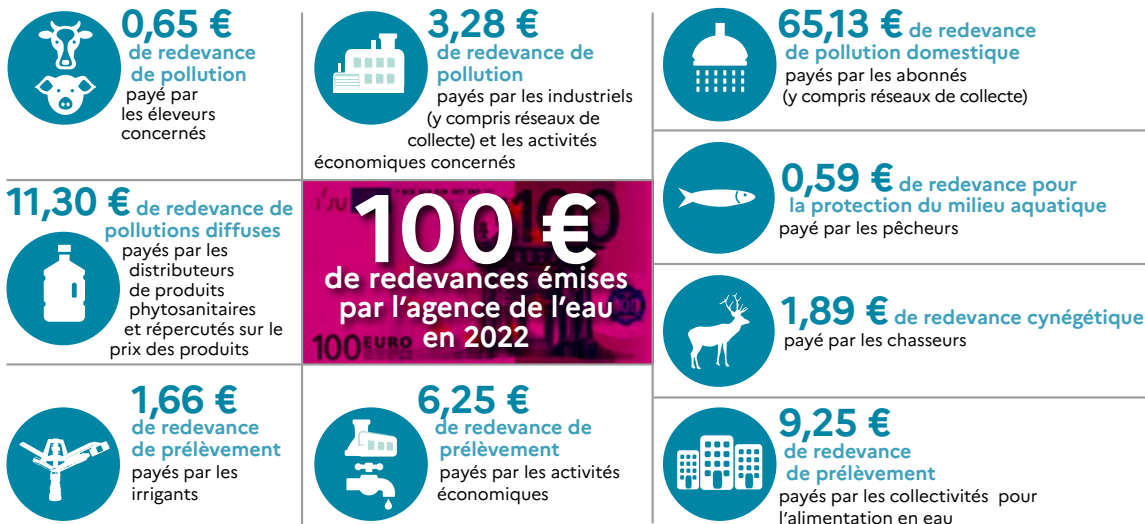 0,65 €
de redevance
de pollution
payé par
les éleveurs
concernés
3,28 €
de redevance de
pollution
payés par les industriels
(y compris réseaux de
collecte) et les activités
économiques concernés
65,13 € de redevance
de pollution domestique
payés par les abonnés
(y compris réseaux de collecte)
11,30 € de redevance de
pollutions diffuses
payés par les
distributeurs
de produits
phytosanitaires
et répercutés sur le
prix des produits
100 €
de redevances émises
par l’agence de l’eau
en 2022
100 EURO
0,59 € de redevance pour
la protection du milieu aquatique
payé par les pêcheurs
1,89 € de redevance cynégétique
payé par les chasseurs
1,66 €
de redevance
de prélèvement
payés par les
irrigants
6,25 €
de redevance de
prélèvement
payés par les activités
économiques
9,25 €
de redevance
de prélèvement
payés par les collectivités pour
l’alimentation en eau